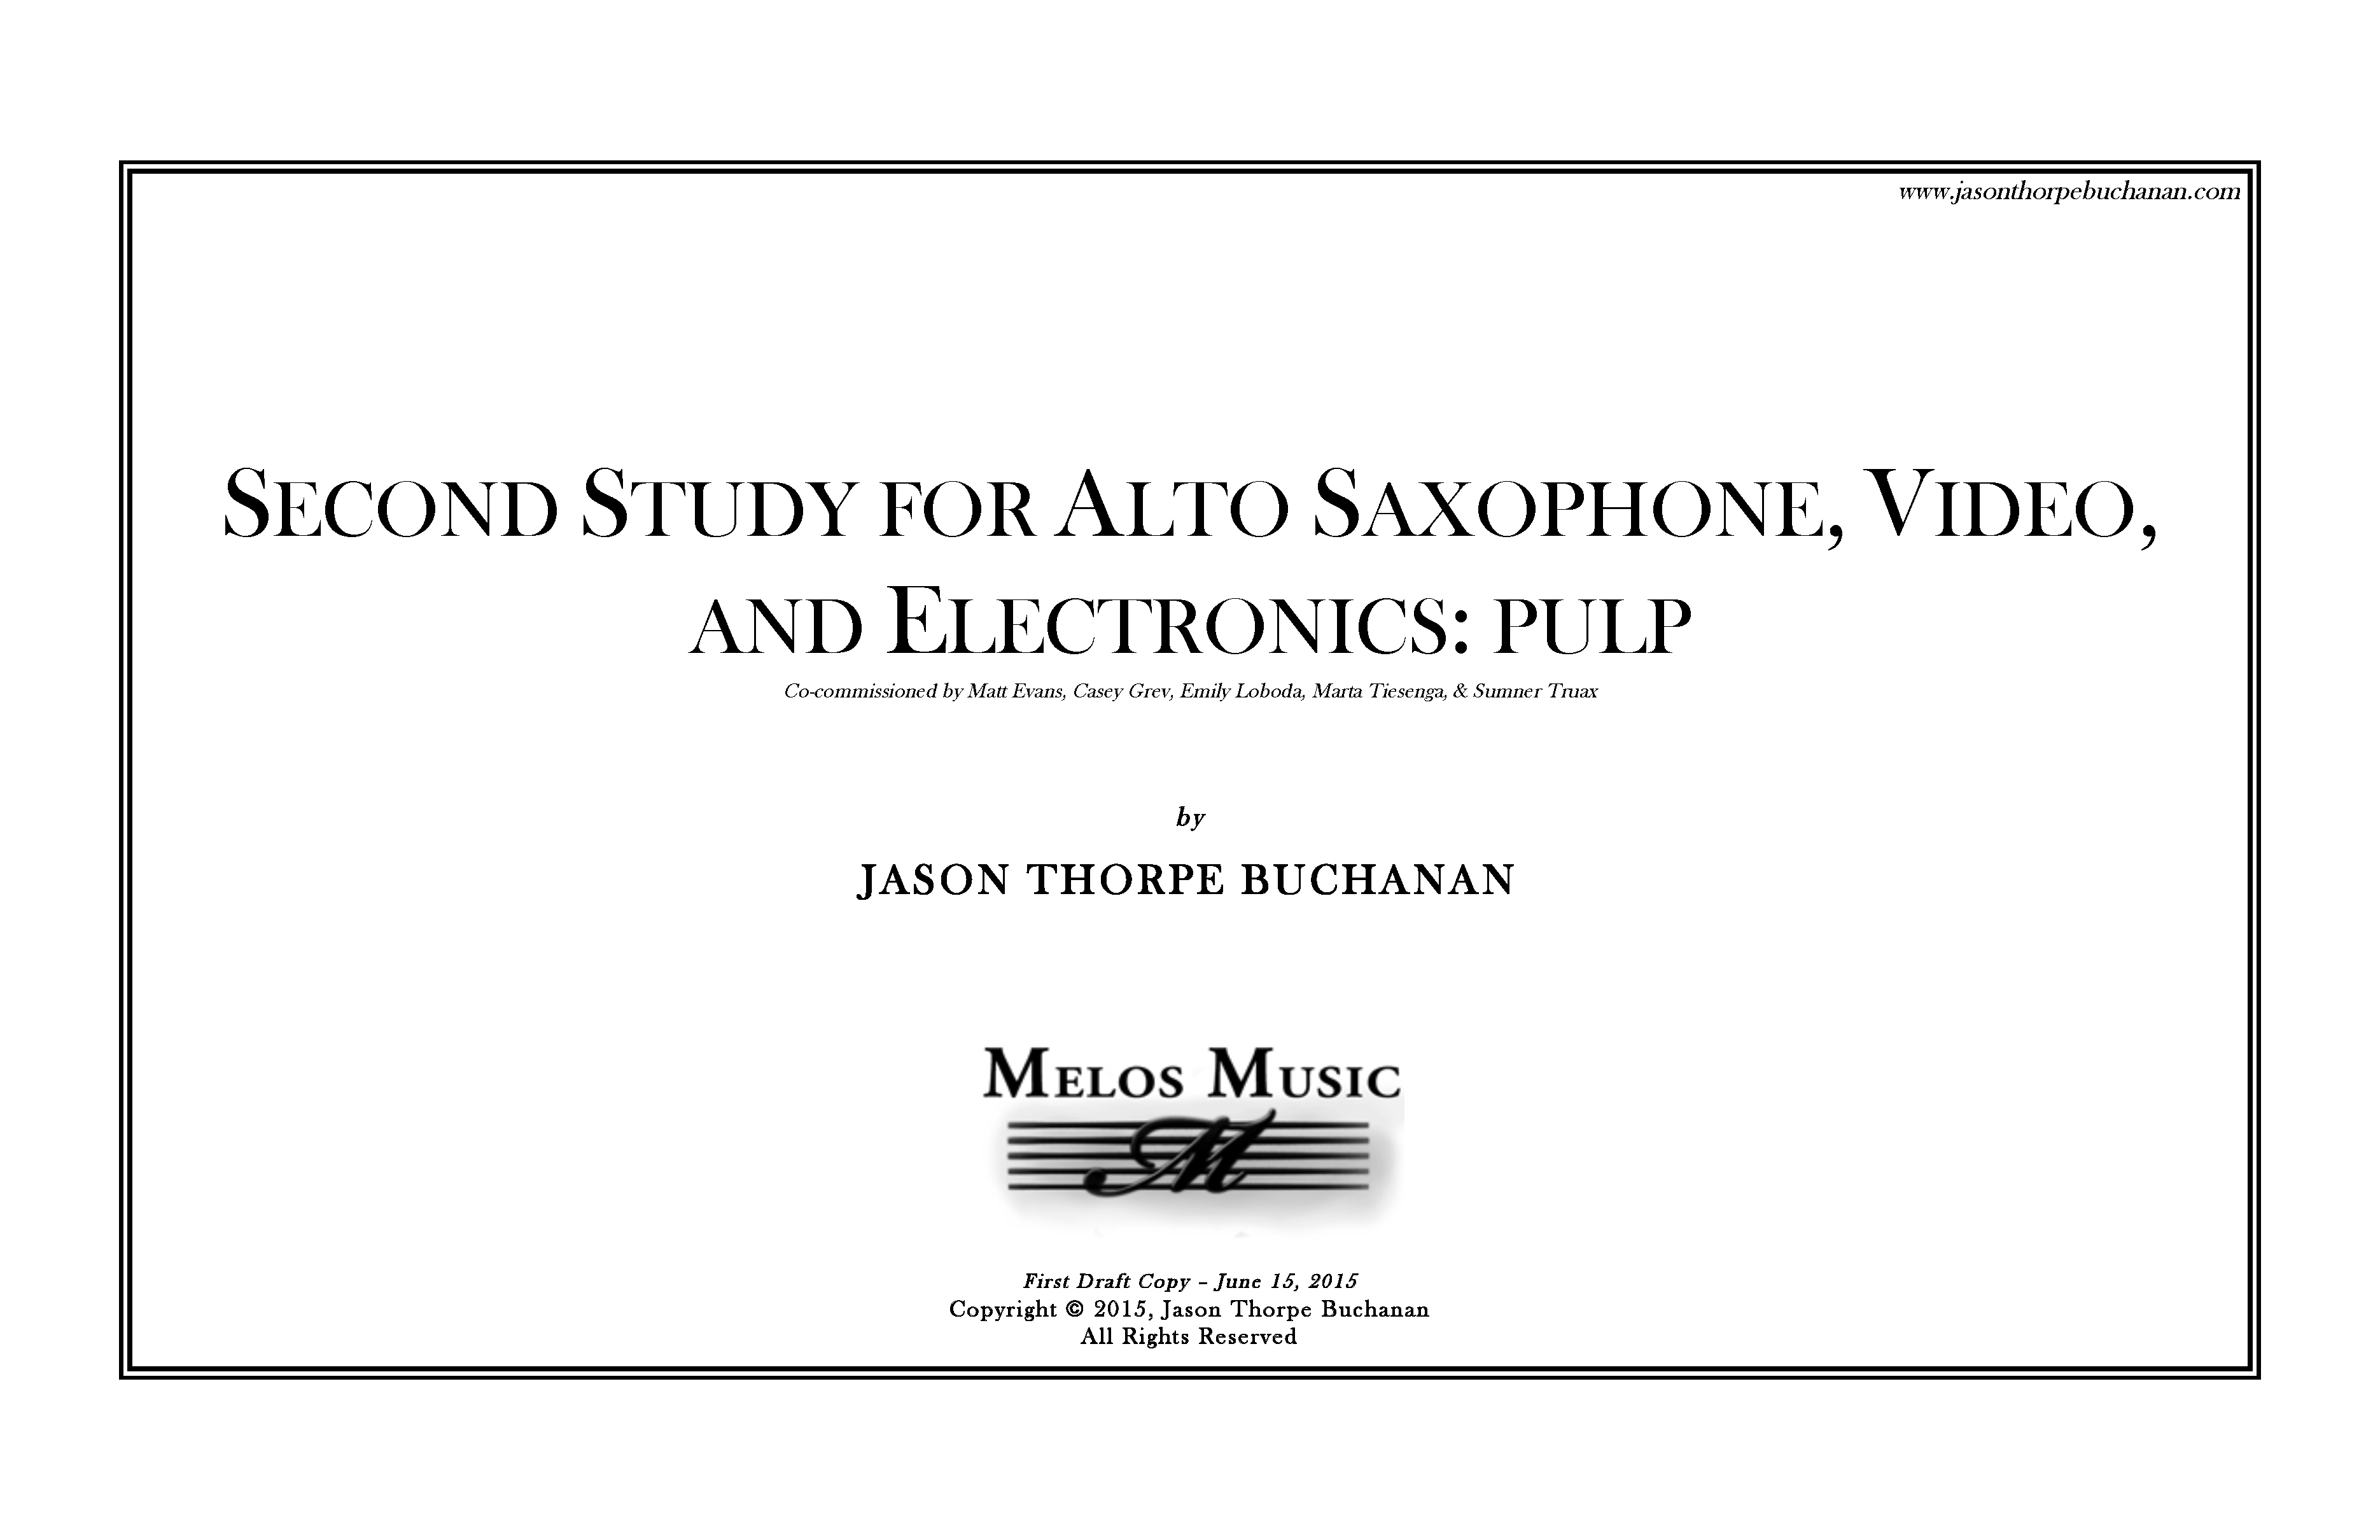 www.jasonthorpebuchanan.com
SECOND STUDY FOR ALTO SAXOPHONE, VIDEO,
AND ELECTRONICS: PULP
Co-commissioned by Matt Evans, Casey Grev, Emily Loboda, Marta Tiesenga, & Sumner Truax
by
JASON THORPE BUCHANAN
MELOS MUSIC
M
First Draft Copy – June 15, 2015
Copyright © 2015, Jason Thorpe Buchanan
All Rights Reserved